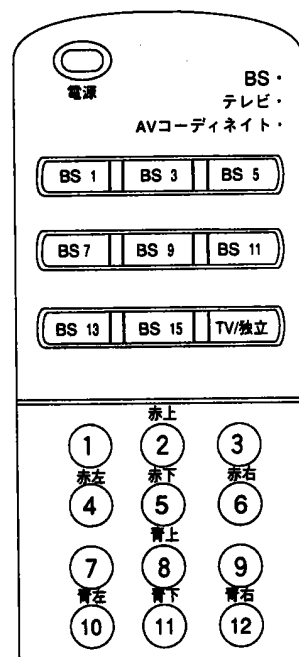 電源
BS・
テレビ・
AVコーディネイト・
BS 1 BS 3 BS 5
BS 7 BS 9 BS 11
BS 13 BS 15 TV/独立
赤上
1 2 3
赤左 赤下 赤右
4 5 6
青上
7 8 9
青左 青下 青右
10 11 12